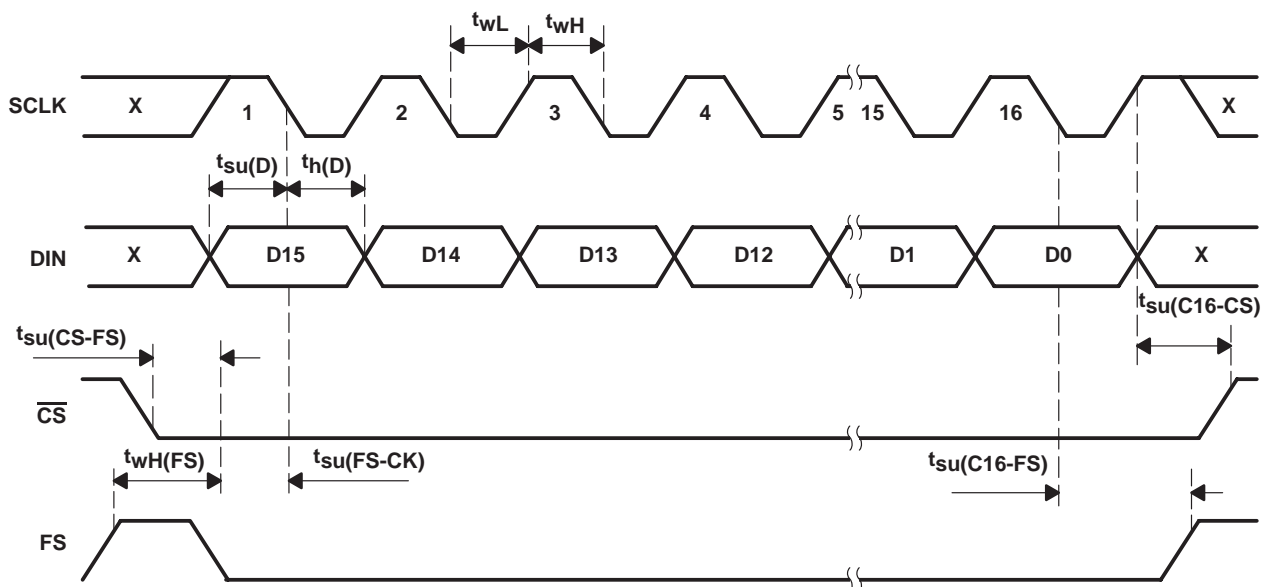 twL twH
SCLK X 1 2 3 4 5 15 16 X
tsu(D) th(D)
DIN X D15 D14 D13 D12 D1 D0 X
tsu(C16-CS)
tsu(CS-FS)
CS
twH(FS) tsu(FS-CK) tsu(C16-FS)
FS